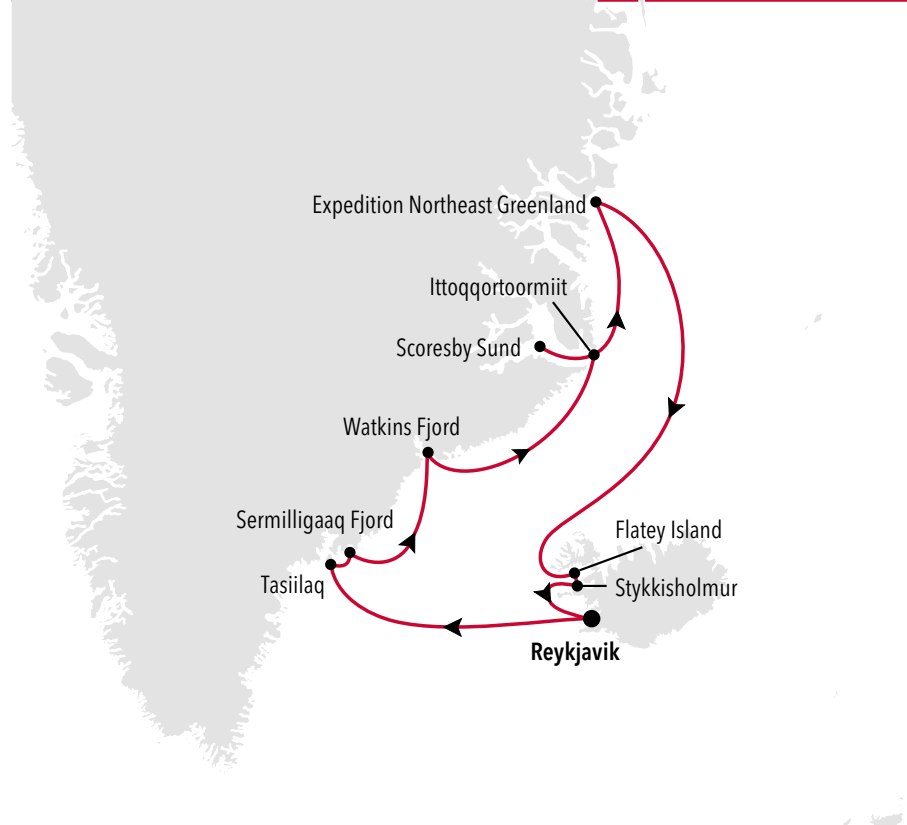 Expedition Northeast Greenland
Ittoqqortoormiit
Scoresby Sund
Watkins Fjord
Sermilligaaq Fjord
Flatey Island
Tasiilaq
Stykkisholmur
Reykjavik